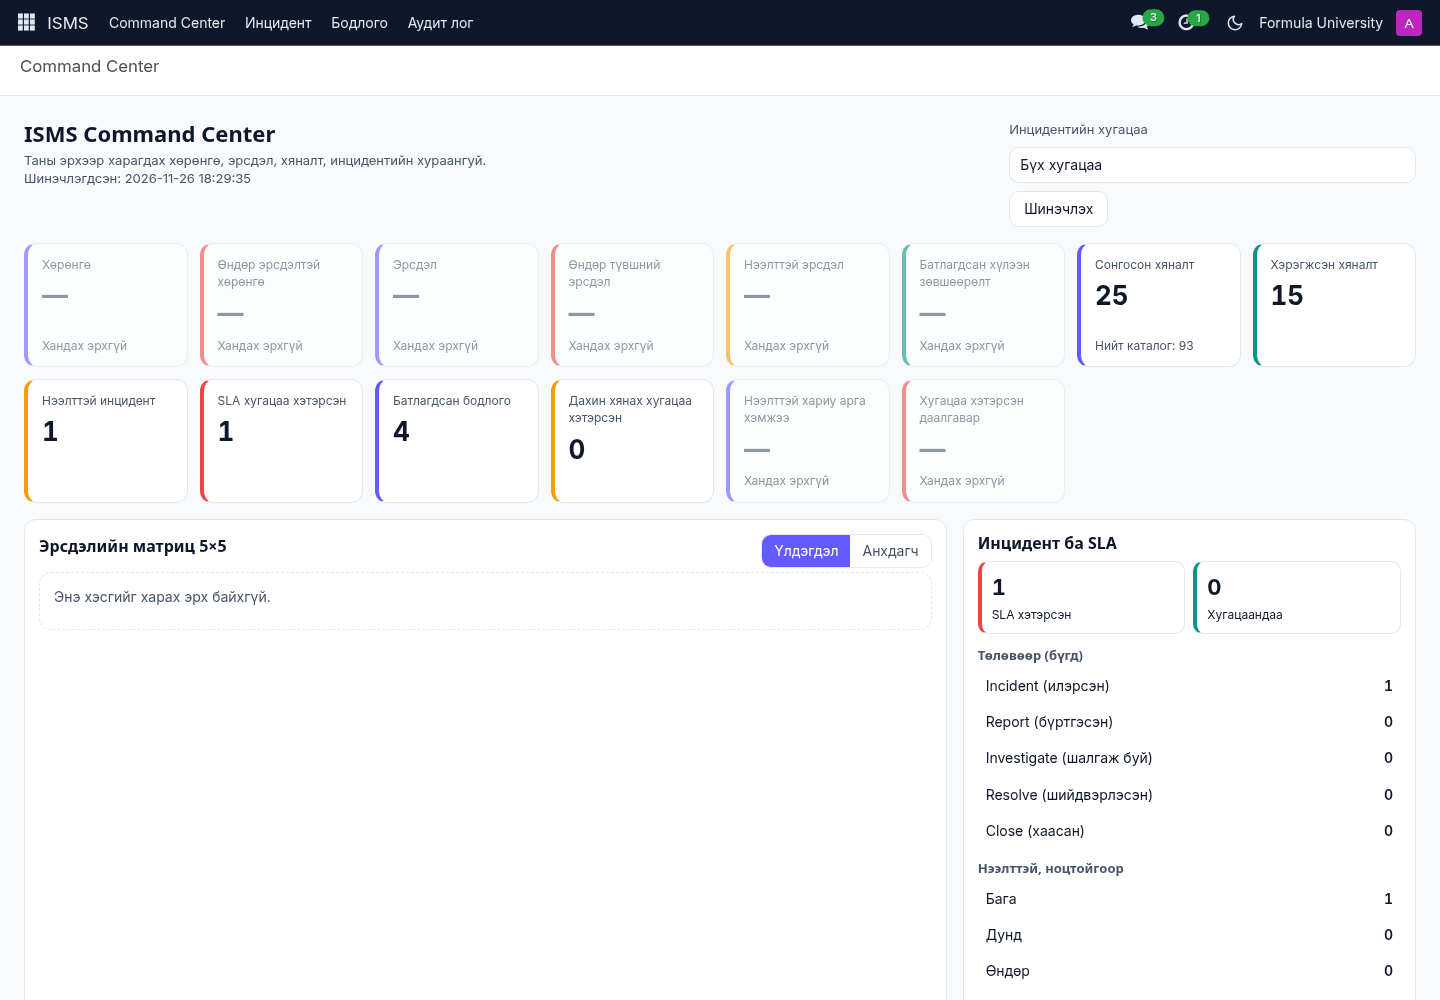 ISMS Command Center Инцидент Бодлого Аудит лог 3 1 Formula University A
Command Center
ISMS Command Center
Таны эрхээр харагдах хөрөнгө, эрсдэл, хяналт, инцидентийн хураангуй.
Шинэчлэгдсэн: 2026-11-26 18:29:35
Инцидентийн хугацаа
Бүх хугацаа
Шинэчлэх
Хөрөнгө
—
Хандах эрхгүй
Өндөр эрсдэлтэй
хөрөнгө
—
Хандах эрхгүй
Эрсдэл
—
Хандах эрхгүй
Өндөр түвшний
эрсдэл
—
Хандах эрхгүй
Нээлттэй эрсдэл
—
Хандах эрхгүй
Батлагдсан хүлээн
зөвшөөрөлт
—
Хандах эрхгүй
Сонгосон хяналт
25
Нийт каталог: 93
Хэрэгжсэн хяналт
15
Нээлттэй инцидент
1
SLA хугацаа хэтэрсэн
1
Батлагдсан бодлого
4
Дахин хянах хугацаа
хэтэрсэн
0
Нээлттэй хариу арга
хэмжээ
—
Хандах эрхгүй
Хугацаа хэтэрсэн
даалгавар
—
Хандах эрхгүй
Эрсдэлийн матриц 5×5
Үлдэгдэл Анхдагч
Энэ хэсгийг харах эрх байхгүй.
Инцидент ба SLA
1
SLA хэтэрсэн
0
Хугацаандаа
Төлөвөөр (бүгд)
Incident (илэрсэн) 1
Report (бүртгэсэн) 0
Investigate (шалгаж буй) 0
Resolve (шийдвэрлэсэн) 0
Close (хаасан) 0
Нээлттэй, ноцтойгоор
Бага 1
Дунд 0
Өндөр 0